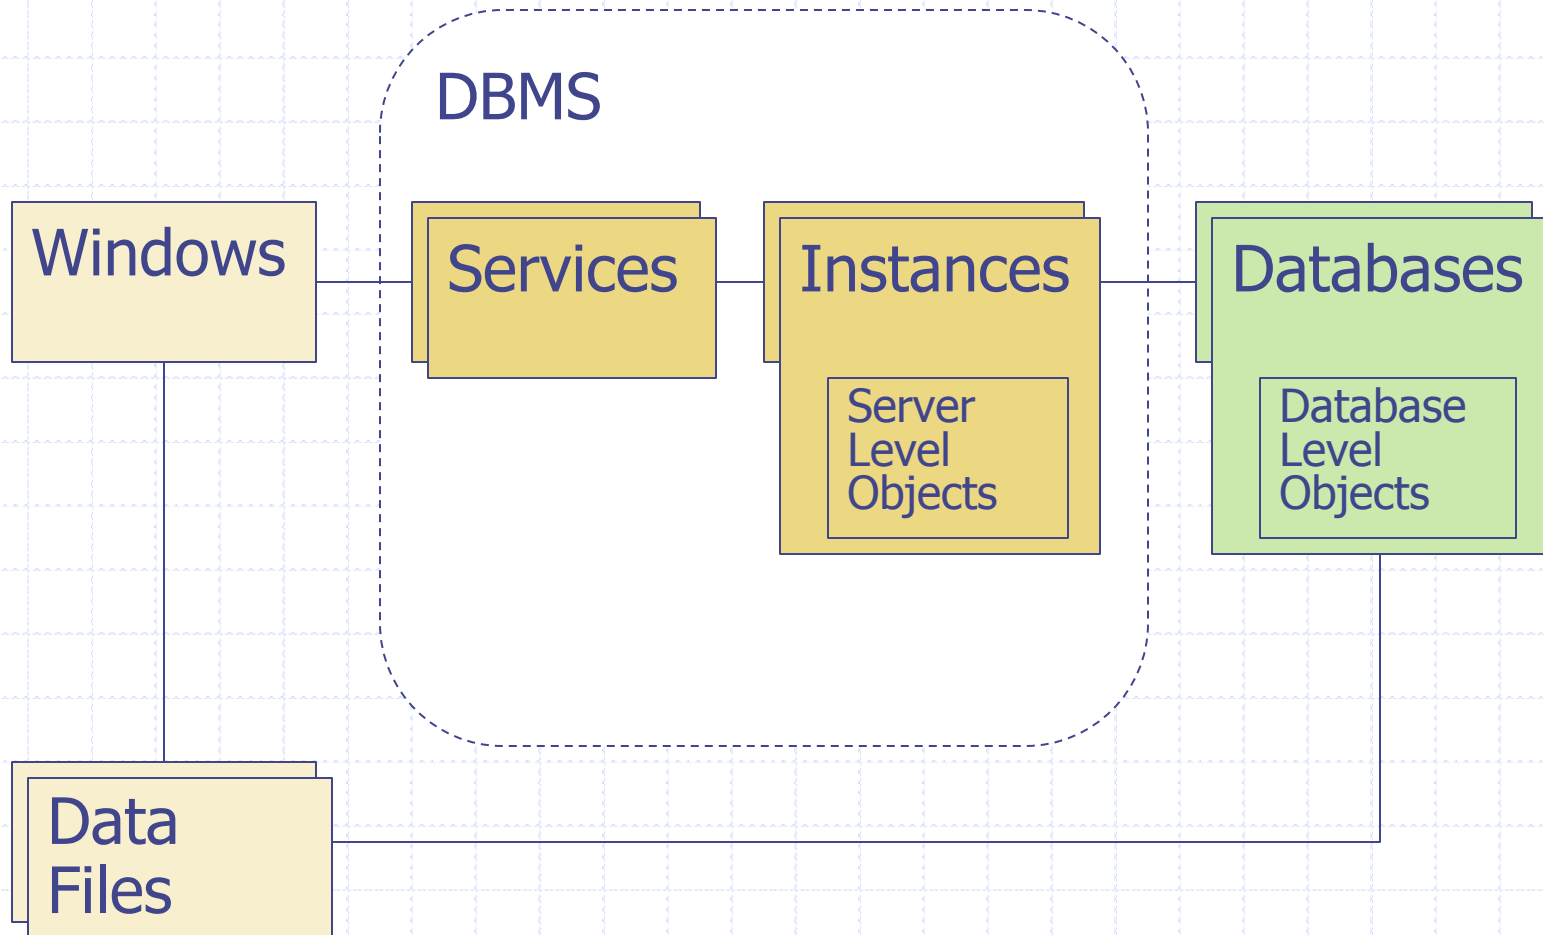 DBMS
Windows
Services
Instances
Databases
Server
Level
Objects
Database
Level
Objects
Data
Files